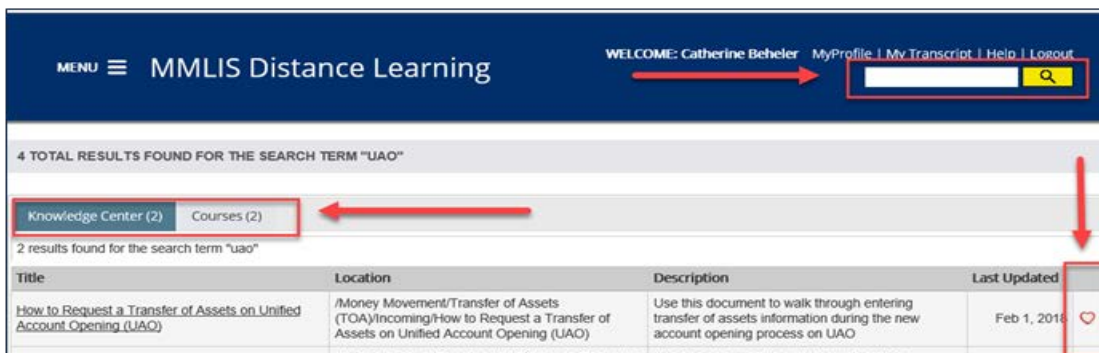 WELCOME: Catherine Beheler MyProfile | My Transcript | Help | Logout
MENU MMLIS Distance Learning
4 TOTAL RESULTS FOUND FOR THE SEARCH TERM "UAO"
Knowledge Center (2) Courses (2)
2 results found for the search term "uao"
Title Location Description Last Updated
How to Request a Transfer of Assets on Unified
Account Opening (UAO)
/Money Movement/Transfer of Assets
(TOA)/Incoming/How to Request a Transfer of
Assets on Unified Account Opening (UAO)
Use this document to walk through entering
transfer of assets information during the new
account opening process on UAO
Feb 1, 2018